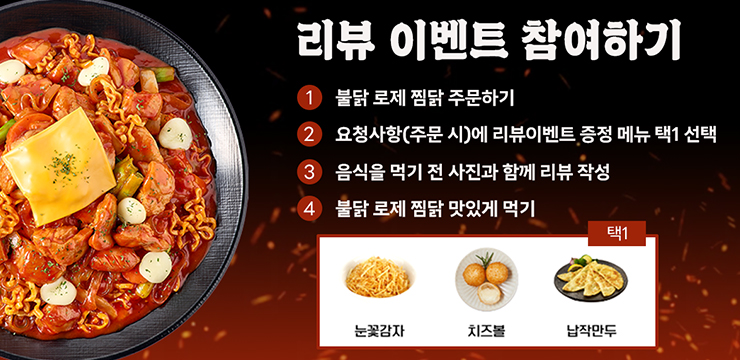 리뷰 이벤트 참여하기
1 불닭 로제 찜닭 주문하기
2 요청사항(주문 시)에 리뷰이벤트 증정 메뉴 택1 선택
3 음식을 먹기 전 사진과 함께 리뷰 작성
4 불닭 로제 찜닭 맛있게 먹기
택1
눈꽃감자 치즈볼 납작만두